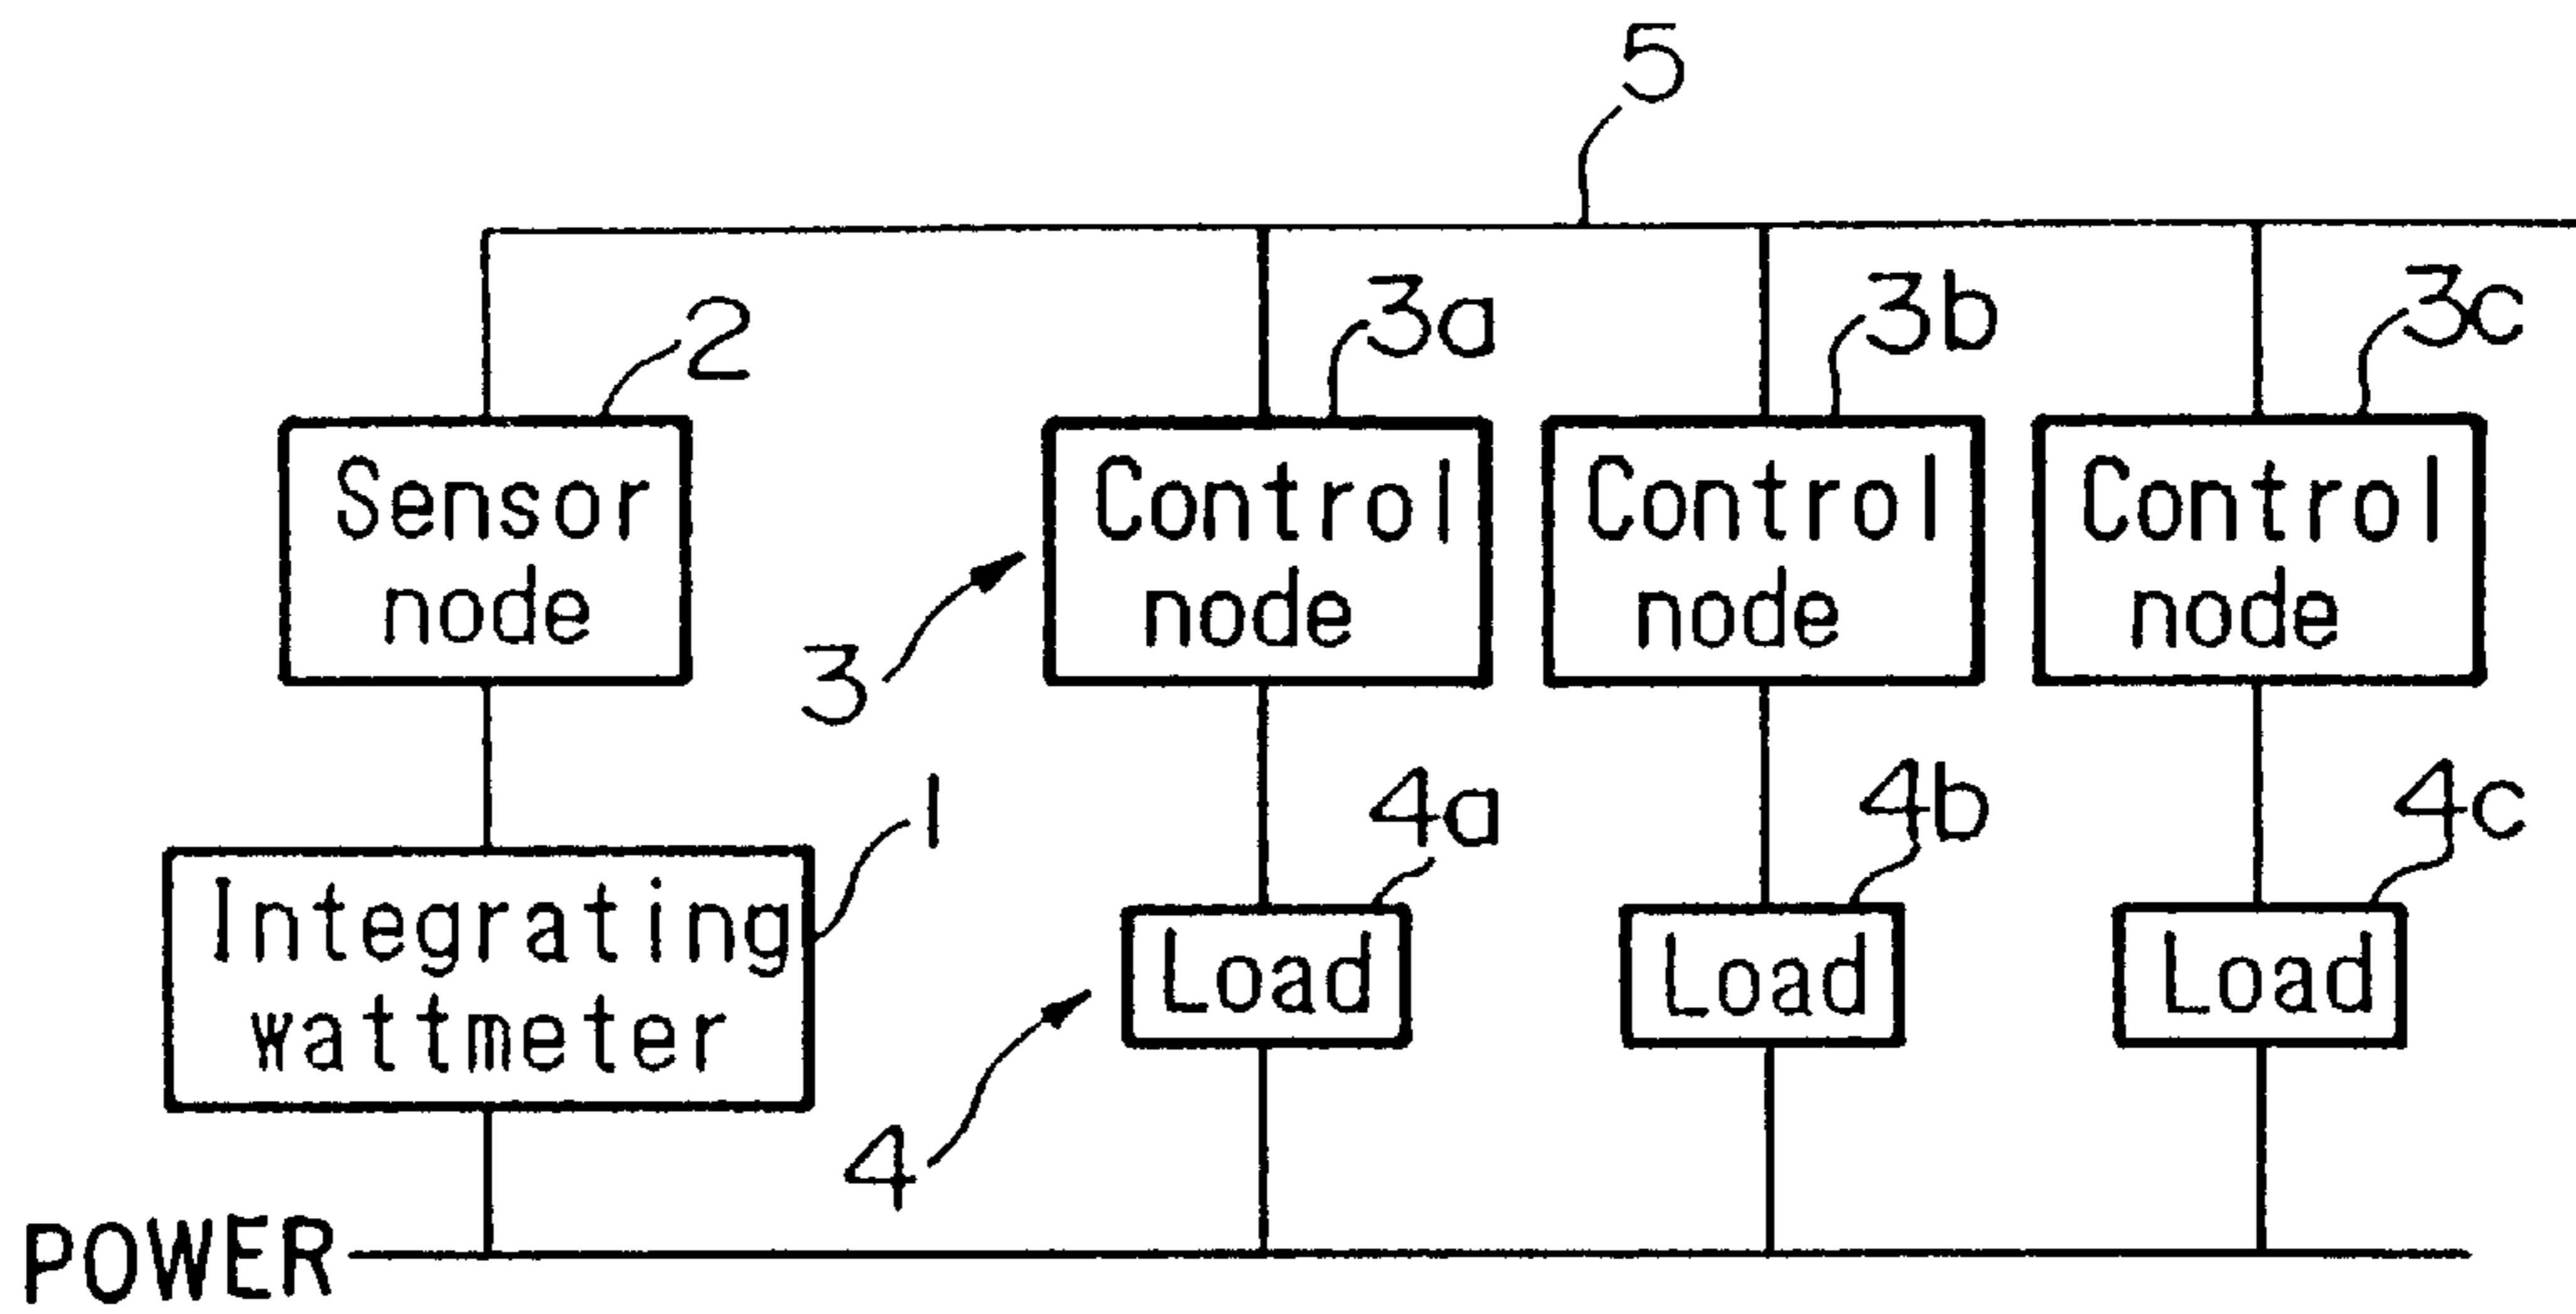 5
2
3a
3b
3c
Sensor
node
Control
node
Control
node
Control
node
3
1
4a
4b
4c
Integrating
wattmeter
Load
Load
Load
4
POWER